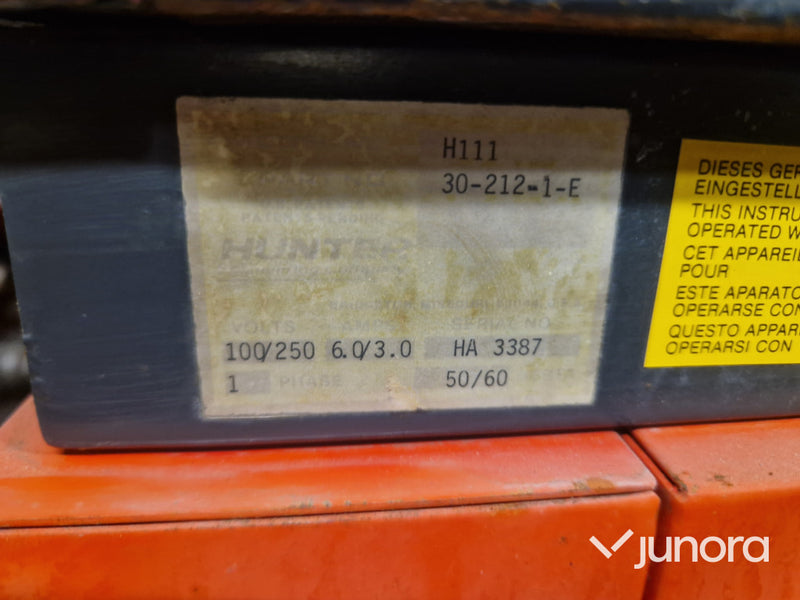 H111
30-212-1-E
HUNTER
VOLTS AMPS SERIAL NO.
100/250 6.0/3.0 HA 3387
1 PHASE 50/60
DIESES GER
EINGESTELL
THIS INSTRU
OPERATED W
CET APPAREIL
POUR
ESTE APARATO
OPERARSE CON
QUESTO APPAR
OPERARSI CON
junora